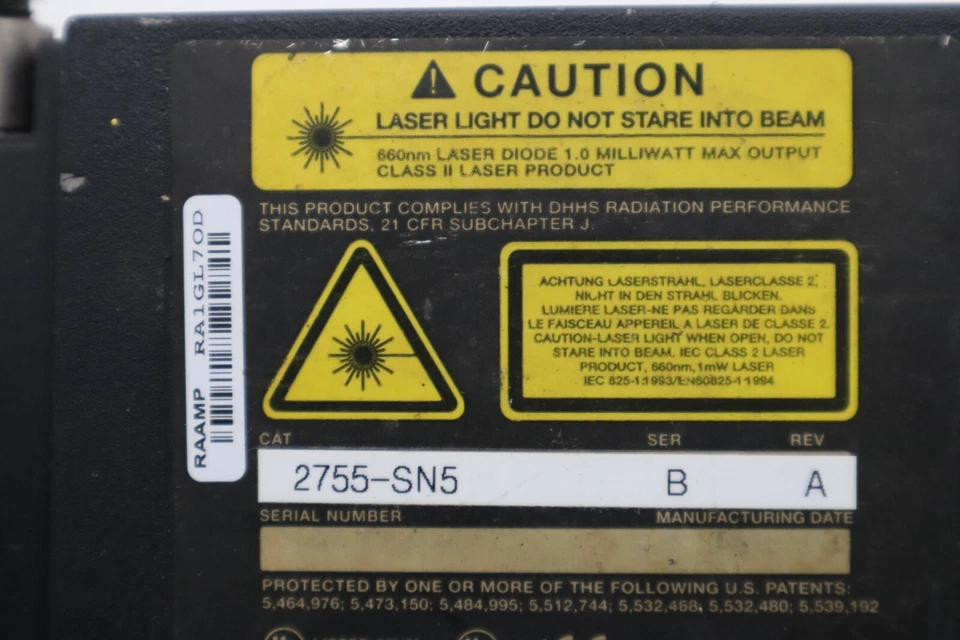 CAUTION
LASER LIGHT DO NOT STARE INTO BEAM
660nm LASER DIODE 1.0 MILLIWATT MAX OUTPUT
CLASS II LASER PRODUCT
THIS PRODUCT COMPLIES WITH DHHS RADIATION PERFORMANCE
STANDARDS, 21 CFR SUBCHAPTER J.
RAAMP RA1GL70D
ACHTUNG LASERSTRAHL, LASERCLASSE 2,
NICHT IN DEN STRAHL BLICKEN.
LUMIERE LASER-NE PAS REGARDER DANS
LE FAISCEAU APPEREIL A LASER DE CLASSE 2.
CAUTION-LASER LIGHT WHEN OPEN, DO NOT
STARE INTO BEAM. IEC CLASS 2 LASER
PRODUCT, 660nm, 1mW LASER
IEC 825-1:1993/EN60825-1:1994
CAT SER REV
2755-SN5 B A
SERIAL NUMBER MANUFACTURING DATE
PROTECTED BY ONE OR MORE OF THE FOLLOWING U.S. PATENTS:
5,464,976; 5,473,150; 5,484,995; 5,512,744; 5,532,468; 5,532,480; 5,539,192